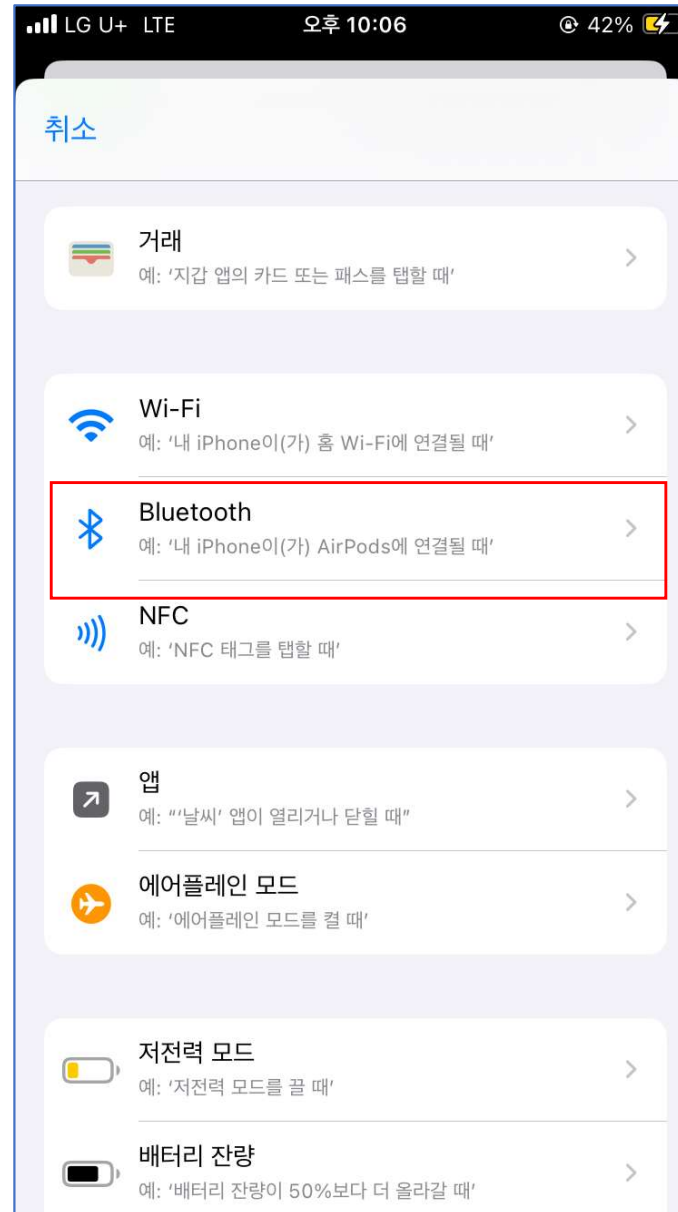 LG U+ LTE 오후 10:06 42%
취소
거래
예: ‘지갑 앱의 카드 또는 패스를 탭할 때’
Wi-Fi
예: ‘내 iPhone이(가) 홈 Wi-Fi에 연결될 때’
Bluetooth
예: ‘내 iPhone이(가) AirPods에 연결될 때’
NFC
예: ‘NFC 태그를 탭할 때’
앱
예: “‘날씨’ 앱이 열리거나 닫힐 때”
에어플레인 모드
예: ‘에어플레인 모드를 켤 때’
저전력 모드
예: ‘저전력 모드를 끌 때’
배터리 잔량
예: ‘배터리 잔량이 50%보다 더 올라갈 때’